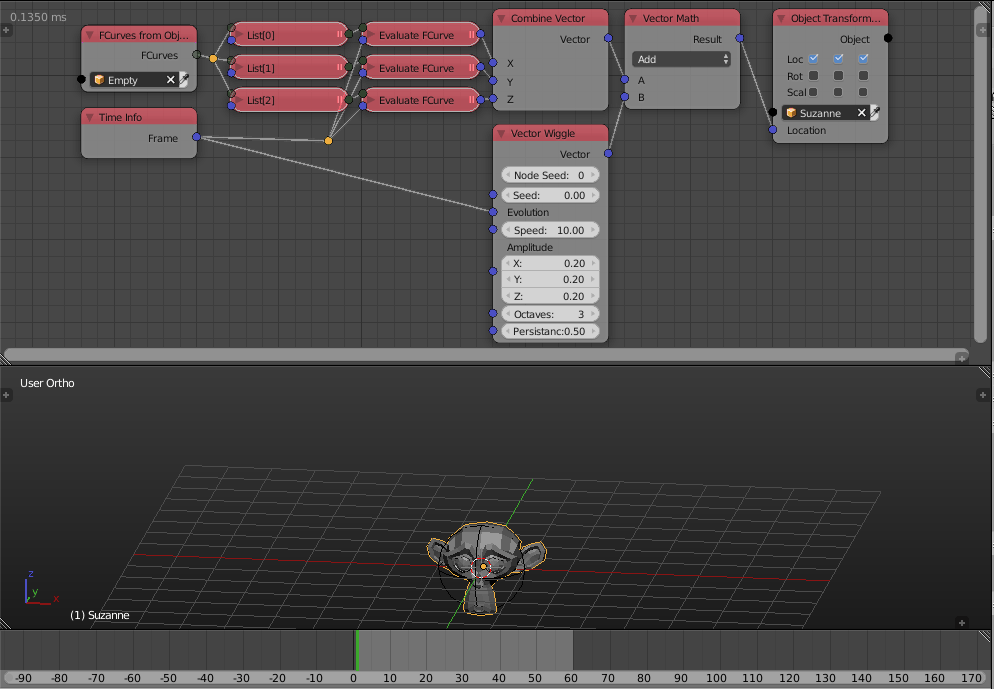 0.1350 ms
FCurves from Obj...
FCurves
Empty
Time Info
Frame
List[0]
List[1]
List[2]
Evaluate FCurve
Evaluate FCurve
Evaluate FCurve
Combine Vector
Vector
X
Y
Z
Vector Wiggle
Vector
Node Seed: 0
Seed: 0.00
Evolution
Speed: 10.00
Amplitude
X: 0.20
Y: 0.20
Z: 0.20
Octaves: 3
Persistanc:0.50
Vector Math
Result
Add
A
B
Object Transform...
Object
Loc
Rot
Scal
Suzanne
Location
User Ortho
z
y
x
(1) Suzanne
-90 -80 -70 -60 -50 -40 -30 -20 -10 0 10 20 30 40 50 60 70 80 90 100 110 120 130 140 150 160 170